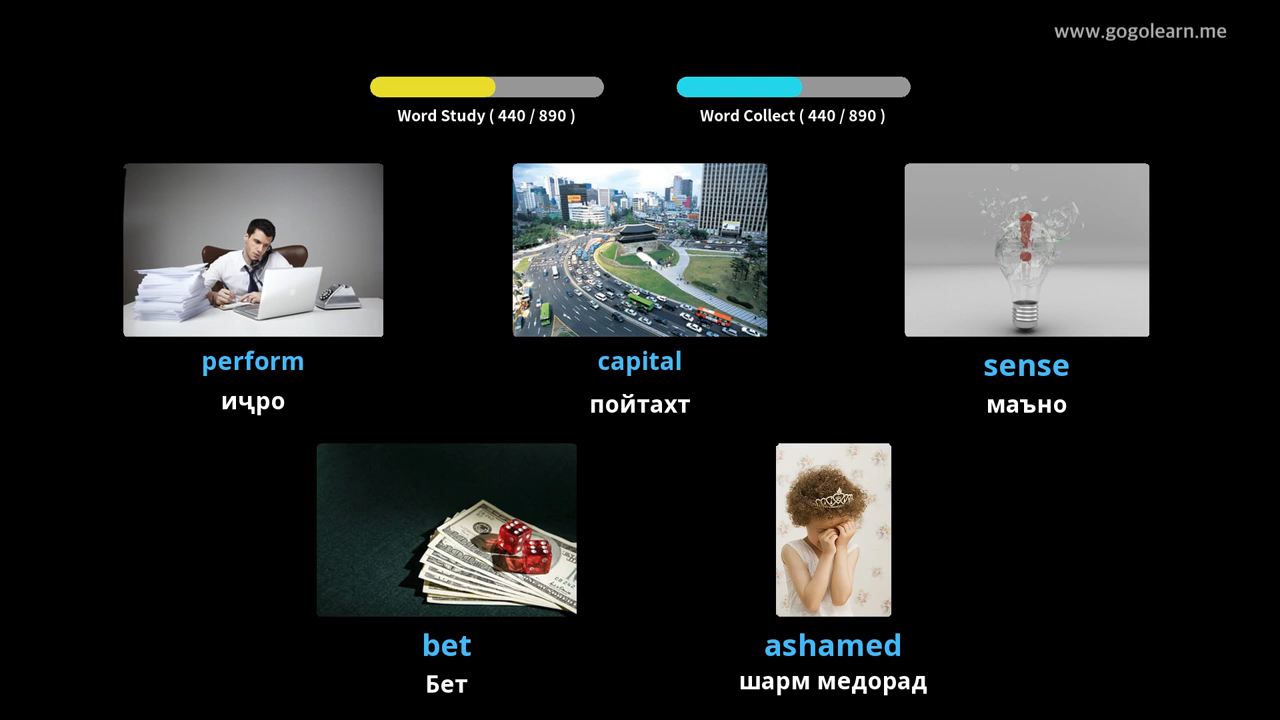 www.gogolearn.me
Word Study ( 440 / 890 )
Word Collect ( 440 / 890 )
perform
иҷро
capital
пойтахт
sense
маъно
bet
Бет
ashamed
шарм медорад